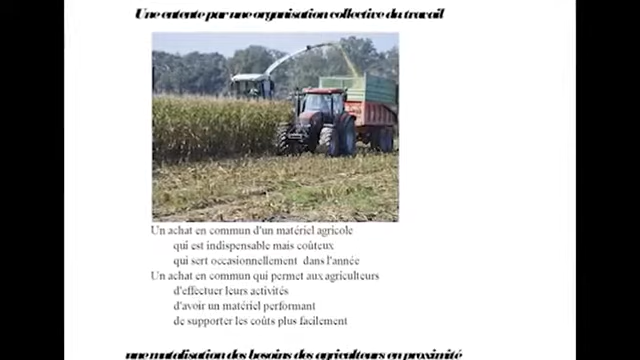 Une entente par une organisation collective du travail
Un achat en commun d'un matériel agricole
qui est indispensable mais coûteux
qui sert occasionnellement dans l'année
Un achat en commun qui permet aux agriculteurs
d'effectuer leurs activités
d'avoir un matériel performant
de supporter les coûts plus facilement
une mutalisation des besoins des agriculteurs en proximité